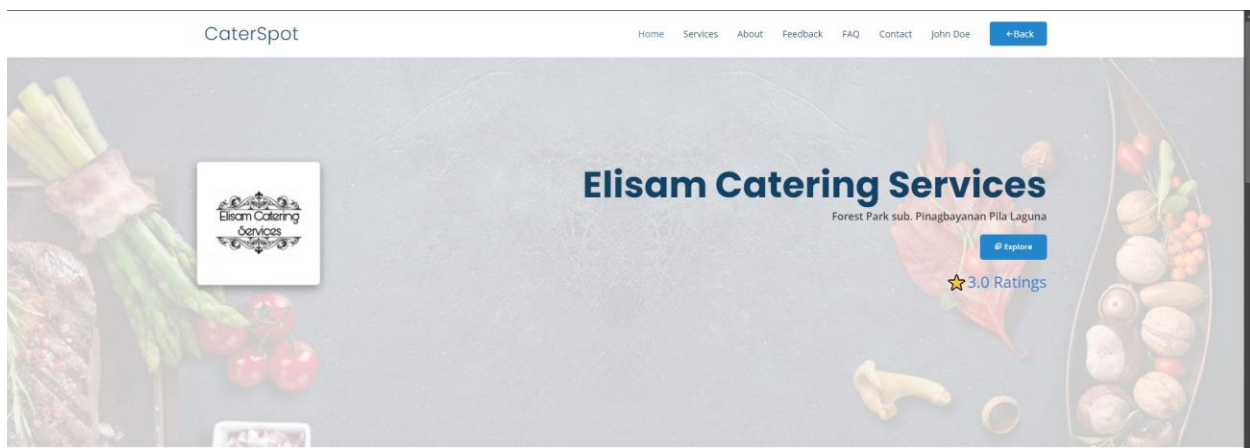 CaterSpot
Home Services About Feedback FAQ Contact John Doe ←Back
Elisam Catering
Services
Elisam Catering Services
Forest Park sub. Pinagbayanan Pila Laguna
Explore
3.0 Ratings